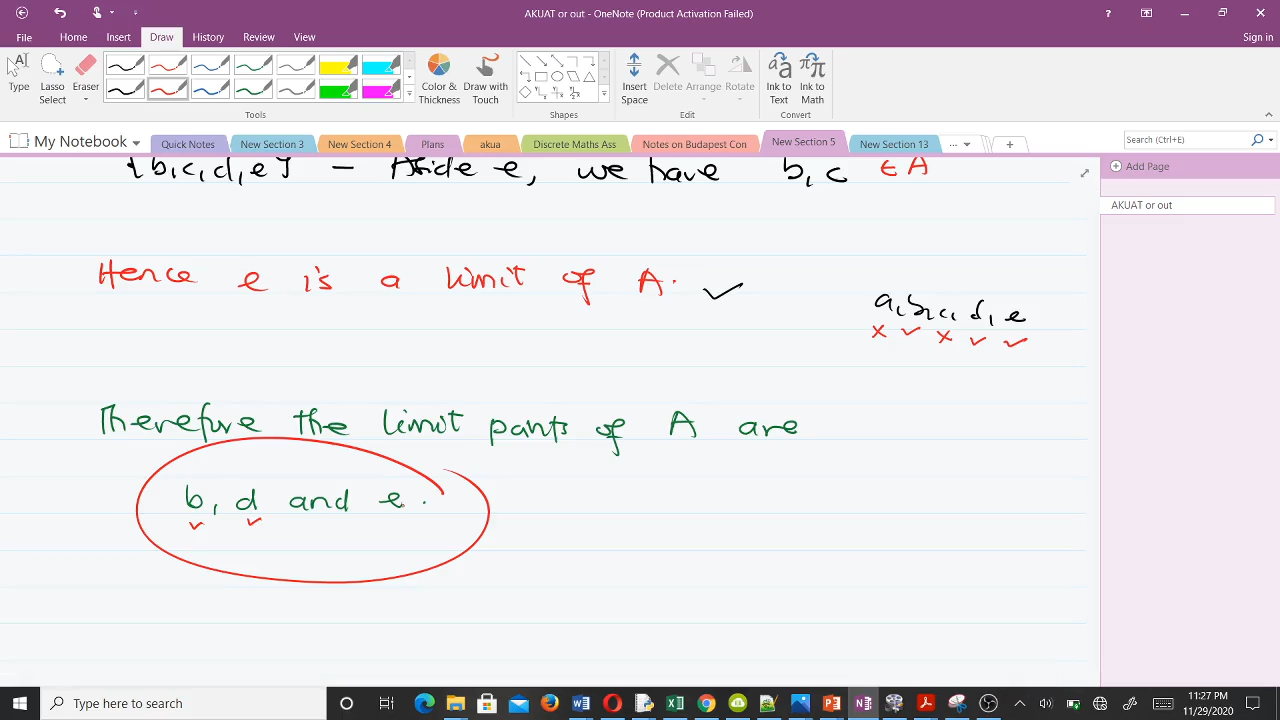 AKUAT or out - OneNote (Product Activation Failed)
File Home Insert Draw History Review View Sign in
Type Lasso Select Eraser Color & Thickness Draw with Touch Insert Space Delete Arrange Rotate Ink to Text Ink to Math
Tools Shapes Edit Convert
My Notebook Quick Notes New Section 3 New Section 4 Plans akua Discrete Maths Ass Notes on Budapest Con New Section 5 New Section 13 Search (Ctrl+E)
Add Page
AKUAT or out
{b,c,d,e} - Aside e, we have b, c ∈ A
Hence e is a limit of A.
a, b, c, d, e
Therefore the limit points of A are
b, d and e.
Type here to search
11:27 PM
11/29/2020